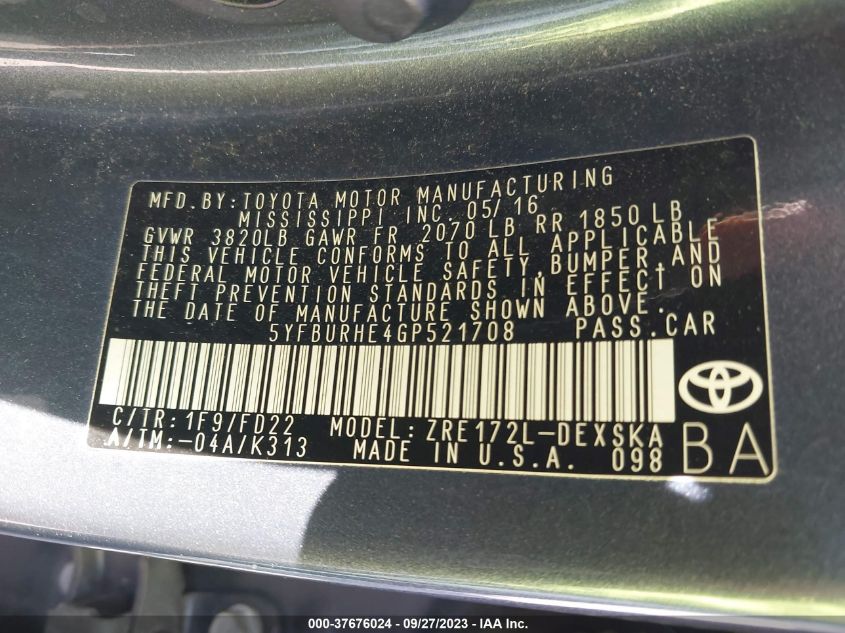 MFD.BY:TOYOTA MOTOR MANUFACTURING
MISSISSIPPI INC. 05/16
GVWR 3820LB GAWR FR 2070 LB RR 1850 LB
THIS VEHICLE CONFORMS TO ALL APPLICABLE
FEDERAL MOTOR VEHICLE SAFETY,BUMPER,AND
THEFT PREVENTION STANDARDS IN EFFECT ON
THE DATE OF MANUFACTURE SHOWN ABOVE.
5YFBURHE4GP521708 PASS.CAR
C/TR:1F9/FD22 MODEL:ZRE172L-DEXSKA
A/TM:-04A/K313 MADE IN U.S.A. 098
BA
000-37676024 / 09/27/2023 / IAA Inc.